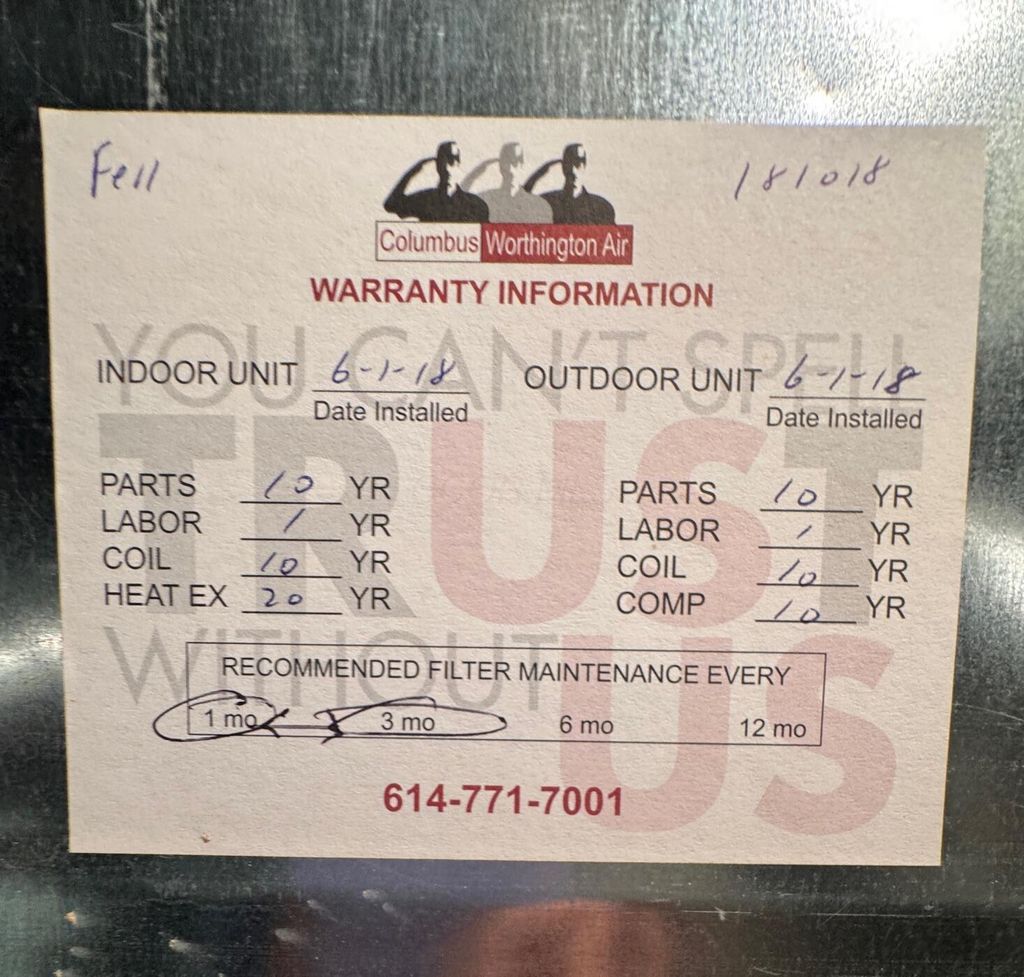 Fell
181018
Columbus Worthington Air
WARRANTY INFORMATION
YOU CAN'T SPELL
TRUST
WITHOUT US
INDOOR UNIT 6-1-18
Date Installed
OUTDOOR UNIT 6-1-18
Date Installed
PARTS 10 YR
LABOR 1 YR
COIL 10 YR
HEAT EX 20 YR
PARTS 10 YR
LABOR 1 YR
COIL 10 YR
COMP 10 YR
RECOMMENDED FILTER MAINTENANCE EVERY
1 mo 3 mo 6 mo 12 mo
614-771-7001